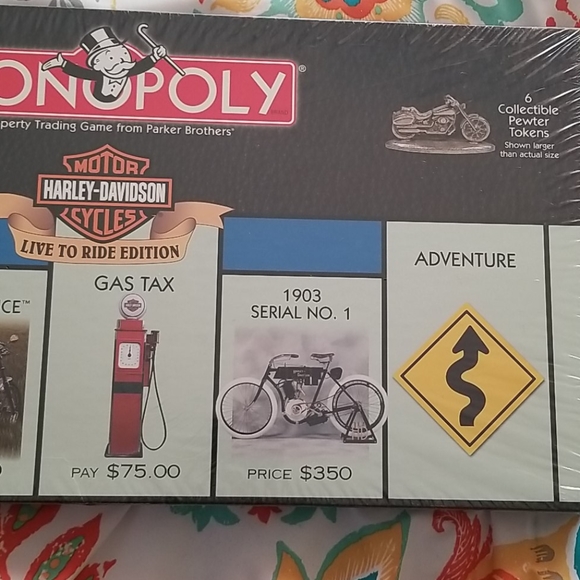 ONOPOLY®
perty Trading Game from Parker Brothers®
6
Collectible
Pewter
Tokens
Shown larger
than actual size
MOTOR
HARLEY-DAVIDSON
CYCLES
LIVE TO RIDE EDITION
CE™
GAS TAX
PAY $75.00
1903
SERIAL NO. 1
PRICE $350
ADVENTURE